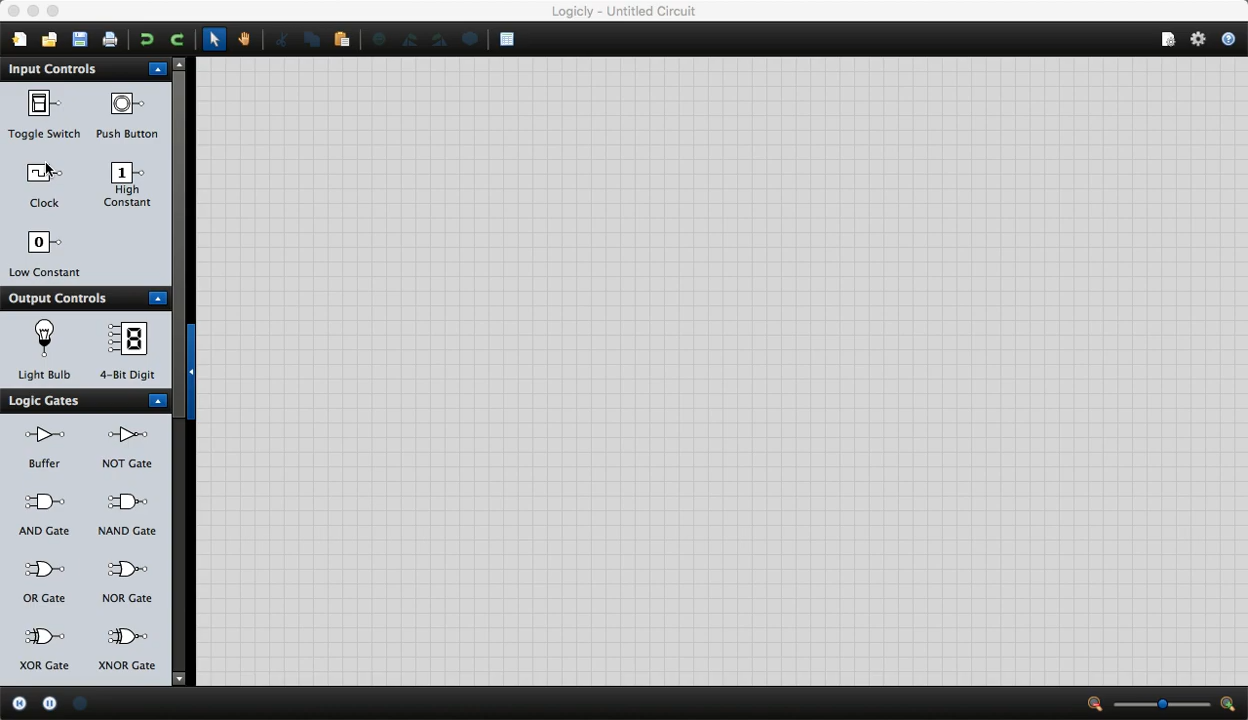 Logicly - Untitled Circuit
Input Controls
Toggle Switch
Push Button
Clock
1
High
Constant
0
Low Constant
Output Controls
8
Light Bulb
4-Bit Digit
Logic Gates
Buffer
NOT Gate
AND Gate
NAND Gate
OR Gate
NOR Gate
XOR Gate
XNOR Gate